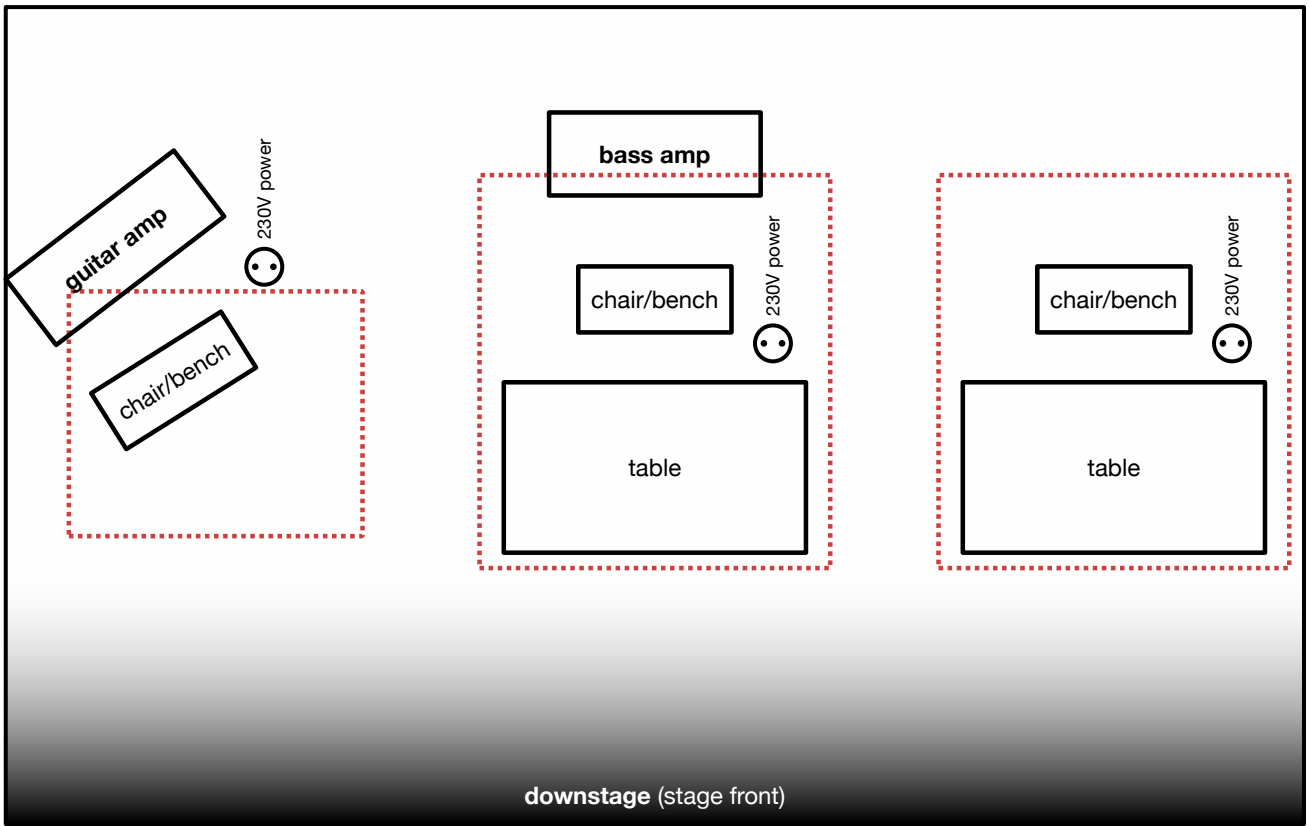 guitar amp
230V power
chair/bench
bass amp
230V power
chair/bench
table
230V power
chair/bench
table
downstage (stage front)